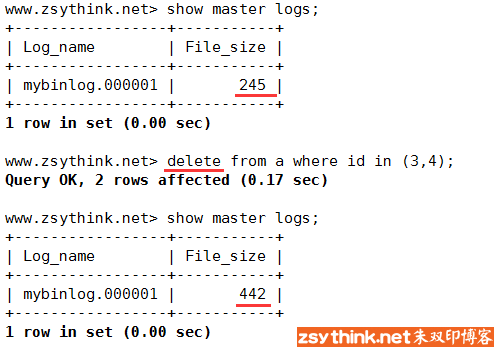 www.zsythink.net> show master logs;
+-----------------+-----------+
| Log_name        | File_size |
+-----------------+-----------+
| mybinlog.000001 |       245 |
+-----------------+-----------+
1 row in set (0.00 sec)
www.zsythink.net> delete from a where id in (3,4);
Query OK, 2 rows affected (0.17 sec)
www.zsythink.net> show master logs;
+-----------------+-----------+
| Log_name        | File_size |
+-----------------+-----------+
| mybinlog.000001 |       442 |
+-----------------+-----------+
1 row in set (0.00 sec)
zsythink.net朱双印博客